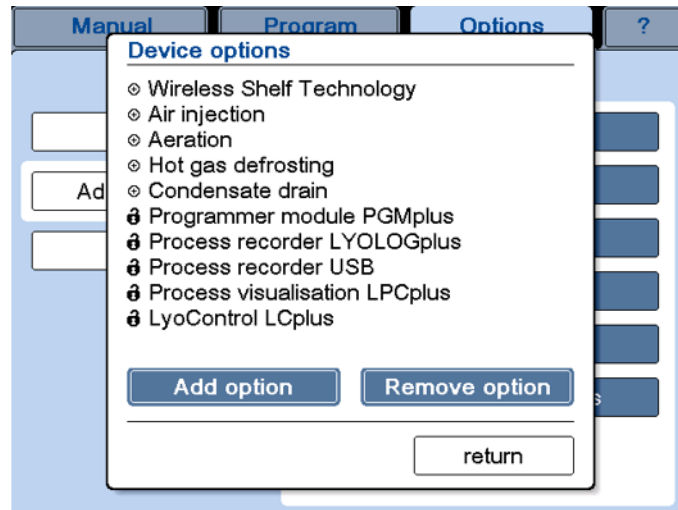 Manual Program Options ?
Device options
Wireless Shelf Technology
Air injection
Aeration
Hot gas defrosting
Condensate drain
Programmer module PGMplus
Process recorder LYOLOGplus
Process recorder USB
Process visualisation LPCplus
LyoControl LCplus
Ad
Add option Remove option
s
return